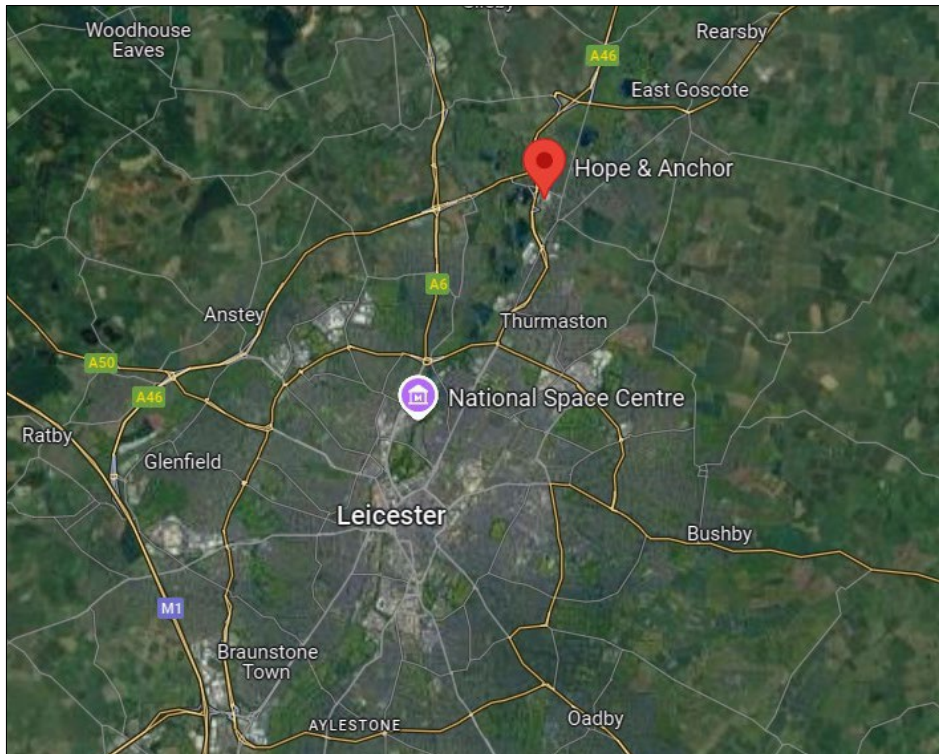 Woodhouse
Eaves
Rearsby
A46
East Goscote
Hope & Anchor
A6
Anstey
Thurmaston
A50
A46
National Space Centre
Ratby
Glenfield
Leicester
Bushby
M1
Braunstone
Town
AYLESTONE
Oadby